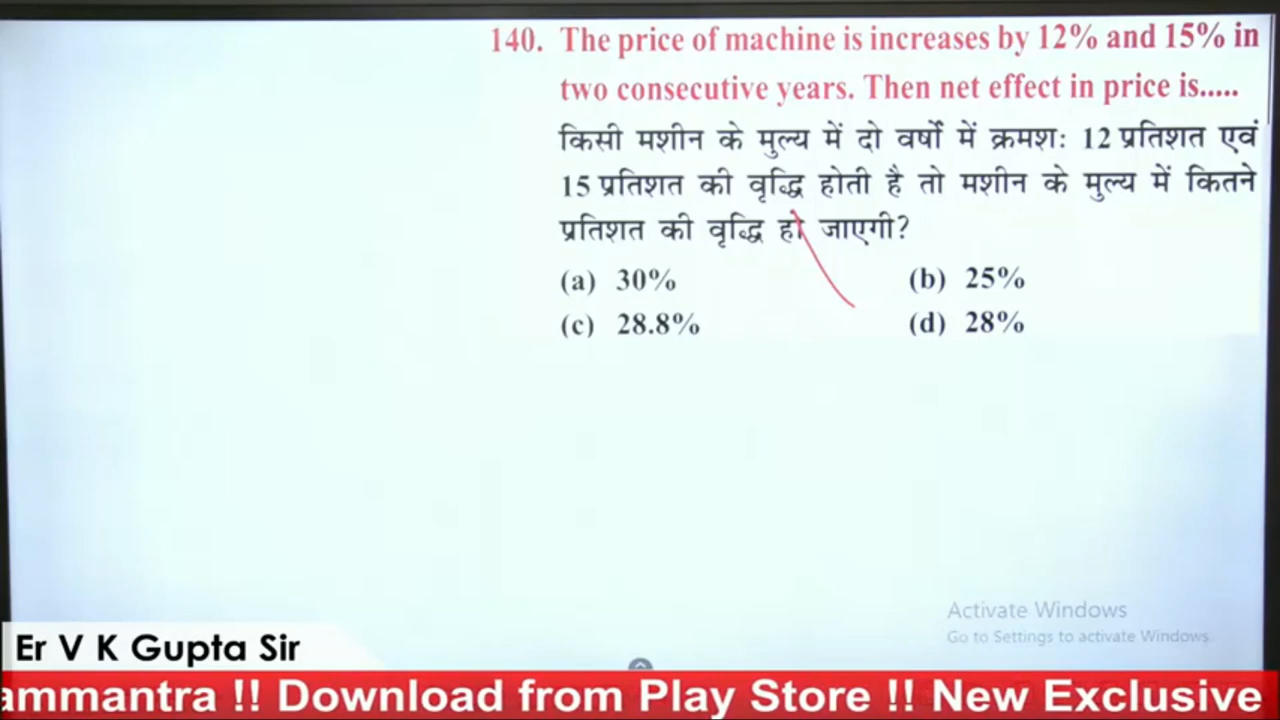 140. The price of machine is increases by 12% and 15% in
two consecutive years. Then net effect in price is.....
किसी मशीन के मुल्य में दो वर्षों में क्रमशः 12 प्रतिशत एवं
15 प्रतिशत की वृद्धि होती है तो मशीन के मुल्य में कितने
प्रतिशत की वृद्धि हो जाएगी?
(a) 30% (b) 25%
(c) 28.8% (d) 28%
Activate Windows
Go to Settings to activate Windows.
Er V K Gupta Sir
ammantra !! Download from Play Store !! New Exclusive